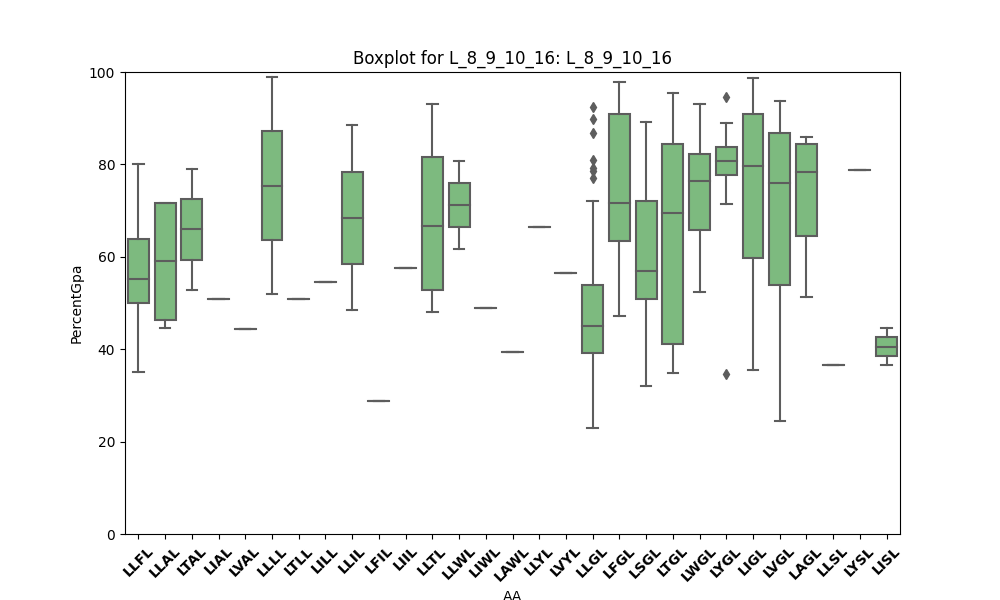 Boxplot for L_8_9_10_16: L_8_9_10_16
100
80
60
40
20
0
PercentGpa
LLFL LLAL LTAL LIAL LVAL LLLL LTLL LILL LLIL LFIL LIIL LLTL LLWL LIWL LAWL LLYL LVYL LLGL LFGL LSGL LTGL LWGL LYGL LIGL LVGL LAGL LLSL LYSL LISL
AA